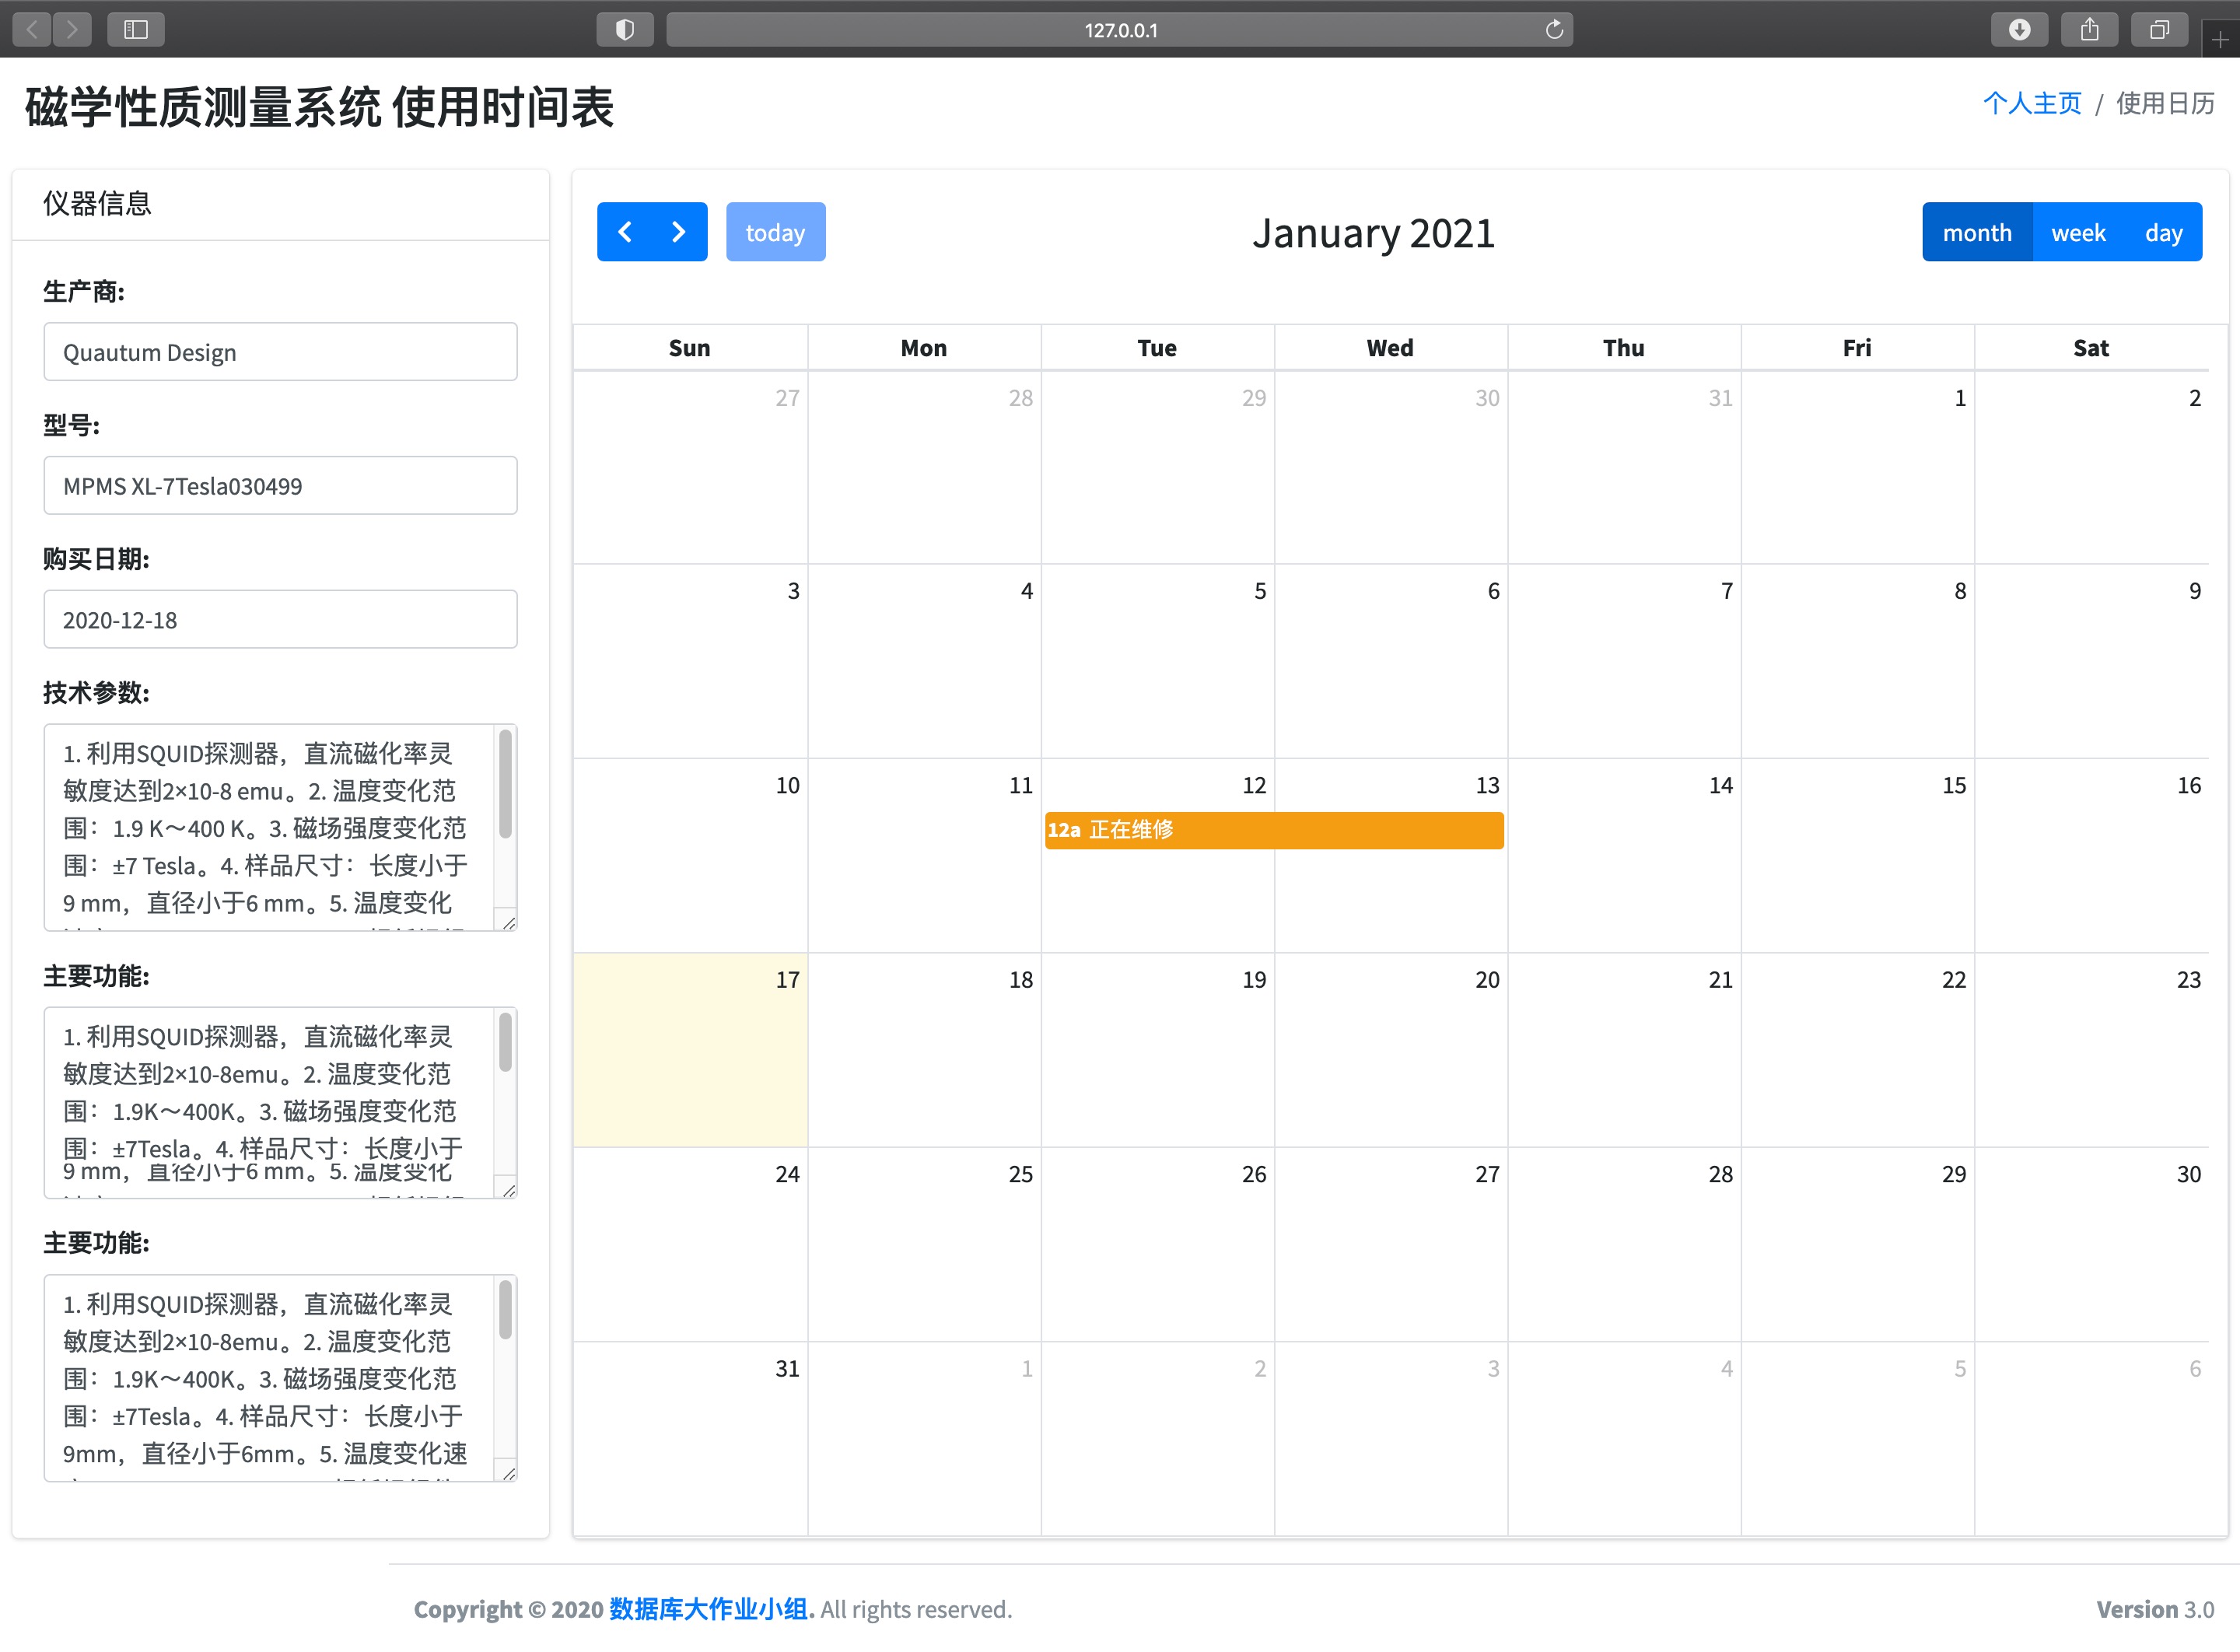 127.0.0.1
磁学性质测量系统 使用时间表
个人主页 / 使用日历
仪器信息
生产商:
Quautum Design
型号:
MPMS XL-7Tesla030499
购买日期:
2020-12-18
技术参数:
1. 利用SQUID探测器，直流磁化率灵
敏度达到2×10-8 emu。2. 温度变化范
围：1.9 K～400 K。3. 磁场强度变化范
围：±7 Tesla。4. 样品尺寸：长度小于
9 mm，直径小于6 mm。5. 温度变化
主要功能:
1. 利用SQUID探测器，直流磁化率灵
敏度达到2×10-8emu。2. 温度变化范
围：1.9K～400K。3. 磁场强度变化范
围：±7Tesla。4. 样品尺寸：长度小于
9 mm，直径小于6 mm。5. 温度变化
主要功能:
1. 利用SQUID探测器，直流磁化率灵
敏度达到2×10-8emu。2. 温度变化范
围：1.9K～400K。3. 磁场强度变化范
围：±7Tesla。4. 样品尺寸：长度小于
9mm，直径小于6mm。5. 温度变化速
today
January 2021
month week day
Sun Mon Tue Wed Thu Fri Sat
27 28 29 30 31 1 2
3 4 5 6 7 8 9
10 11 12 13 14 15 16
12a 正在维修
17 18 19 20 21 22 23
24 25 26 27 28 29 30
31 1 2 3 4 5 6
Copyright © 2020 数据库大作业小组. All rights reserved.
Version 3.0